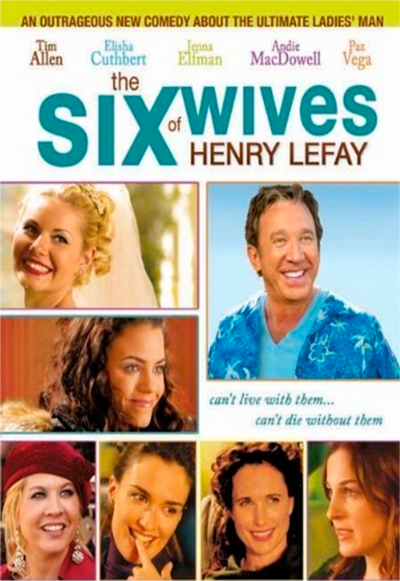 AN OUTRAGEOUS NEW COMEDY ABOUT THE ULTIMATE LADIES' MAN
Tim Allen
Elisha Cuthbert
Jenna Elfman
Andie MacDowell
Paz Vega
the
SIX of WIVES
HENRY LEFAY
can't live with them...
can't die without them